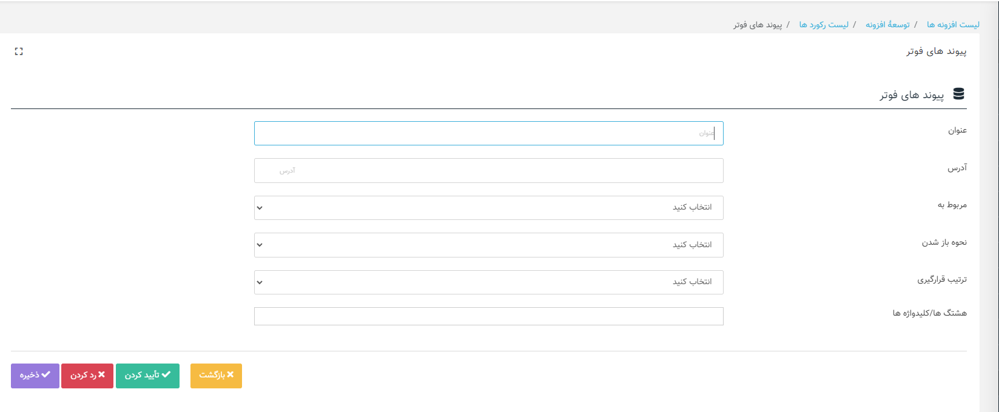 لیست افزونه ها / توسعهٔ افزونه / لیست رکورد ها / پیوند های فوتر
پیوند های فوتر
پیوند های فوتر
عنوان
عنوان
آدرس
آدرس
مربوط به
انتخاب کنید
نحوه باز شدن
انتخاب کنید
ترتیب قرارگیری
انتخاب کنید
هشتگ ها/کلیدواژه ها
بازگشت تأیید کردن رد کردن ذخیره